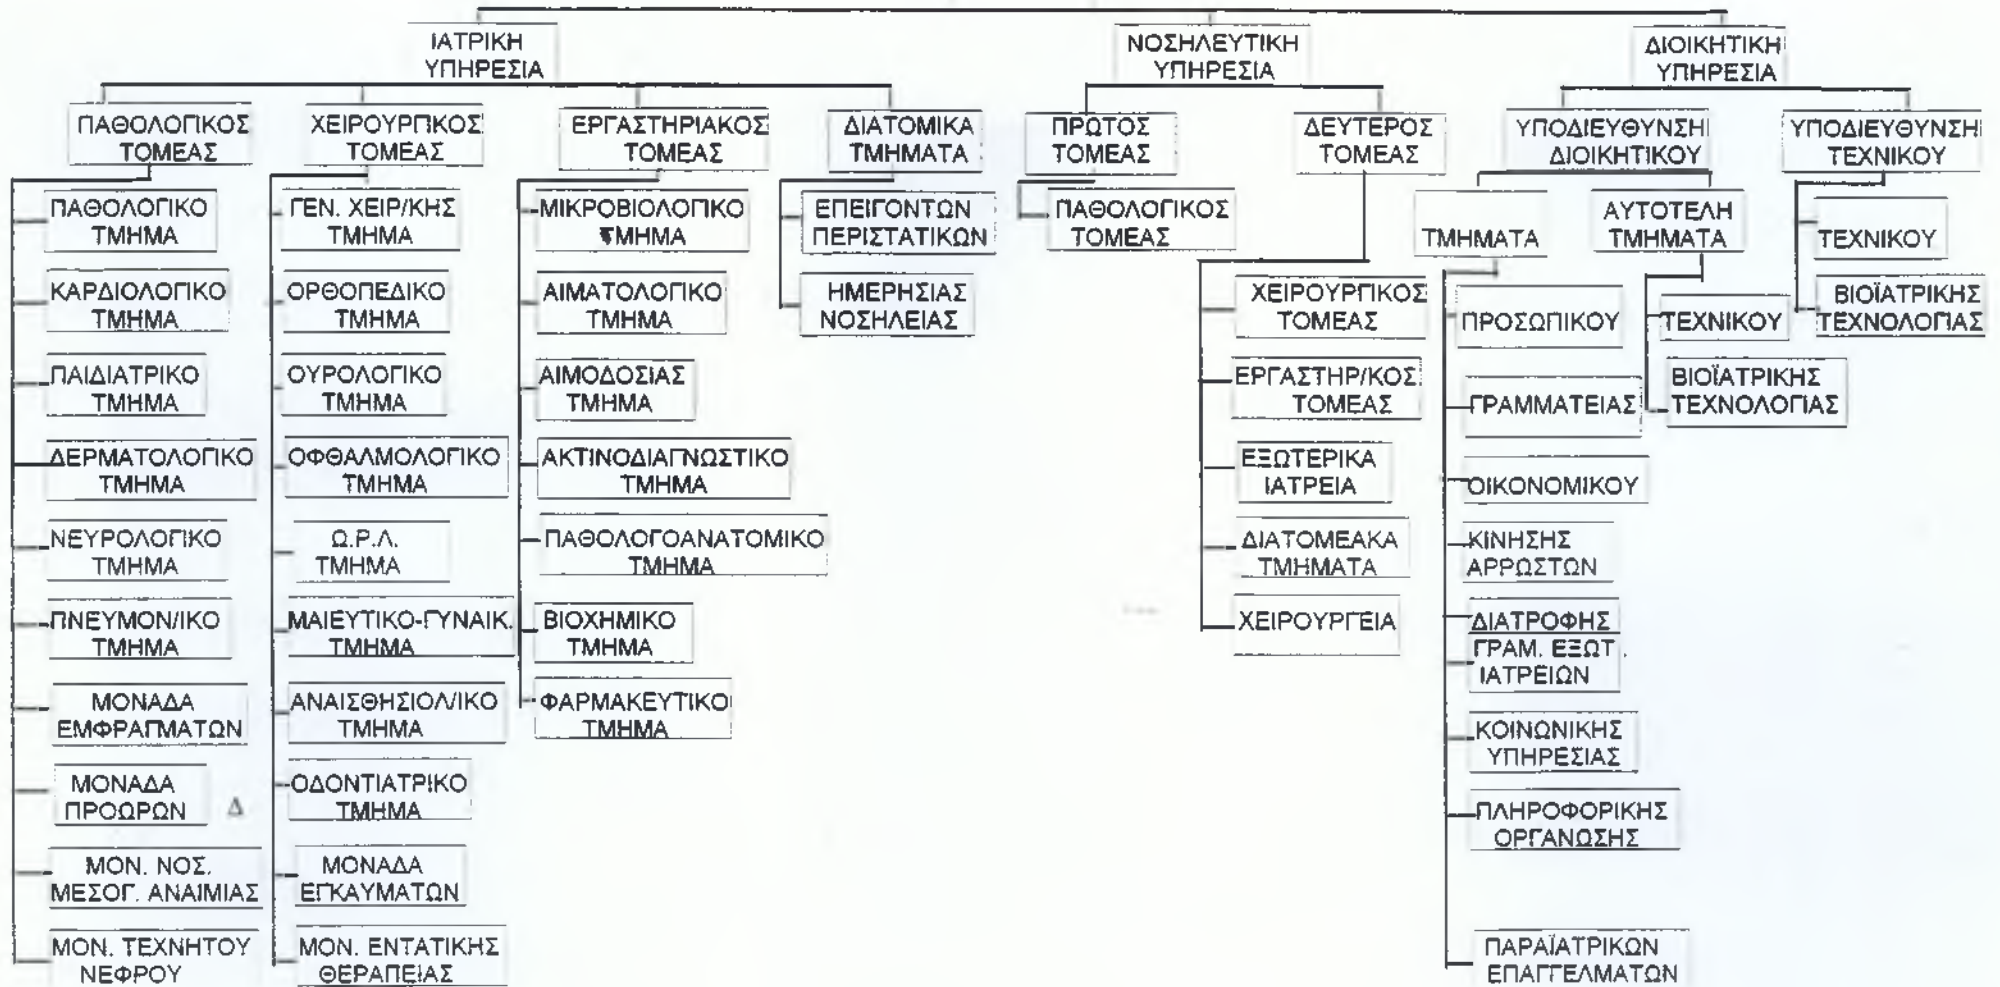 ΙΑΤΡΙΚΗ
ΥΠΗΡΕΣΙΑ
ΝΟΣΗΛΕΥΤΙΚΗ
ΥΠΗΡΕΣΙΑ
ΔΙΟΙΚΗΤΙΚΗ
ΥΠΗΡΕΣΙΑ
ΠΑΘΟΛΟΓΙΚΟΣ
ΤΟΜΕΑΣ
ΧΕΙΡΟΥΡΓΙΚΟΣ
ΤΟΜΕΑΣ
ΕΡΓΑΣΤΗΡΙΑΚΟΣ
ΤΟΜΕΑΣ
ΔΙΑΤΟΜΙΚΑ
ΤΜΗΜΑΤΑ
ΠΡΩΤΟΣ
ΤΟΜΕΑΣ
ΔΕΥΤΕΡΟΣ
ΤΟΜΕΑΣ
ΥΠΟΔΙΕΥΘΥΝΣΗ
ΔΙΟΙΚΗΤΙΚΟΥ
ΥΠΟΔΙΕΥΘΥΝΣΗ
ΤΕΧΝΙΚΟΥ
ΠΑΘΟΛΟΓΙΚΟ
ΤΜΗΜΑ
ΚΑΡΔΙΟΛΟΓΙΚΟ
ΤΜΗΜΑ
ΠΑΙΔΙΑΤΡΙΚΟ
ΤΜΗΜΑ
ΔΕΡΜΑΤΟΛΟΓΙΚΟ
ΤΜΗΜΑ
ΝΕΥΡΟΛΟΓΙΚΟ
ΤΜΗΜΑ
ΠΝΕΥΜΟΝ/ΙΚΟ
ΤΜΗΜΑ
ΜΟΝΑΔΑ
ΕΜΦΡΑΓΜΑΤΩΝ
ΜΟΝΑΔΑ
ΠΡΟΩΡΩΝ
Δ
ΜΟΝ. ΝΟΣ.
ΜΕΣΟΓ. ΑΝΑΙΜΙΑΣ
ΜΟΝ. ΤΕΧΝΗΤΟΥ
ΝΕΦΡΟΥ
ΓΕΝ. ΧΕΙΡ/ΚΗΣ
ΤΜΗΜΑ
ΟΡΘΟΠΕΔΙΚΟ
ΤΜΗΜΑ
ΟΥΡΟΛΟΓΙΚΟ
ΤΜΗΜΑ
ΟΦΘΑΛΜΟΛΟΓΙΚΟ
ΤΜΗΜΑ
Ω.Ρ.Λ.
ΤΜΗΜΑ
ΜΑΙΕΥΤΙΚΟ-ΓΥΝΑΙΚ.
ΤΜΗΜΑ
ΑΝΑΙΣΘΗΣΙΟΛ/ΙΚΟ
ΤΜΗΜΑ
ΟΔΟΝΤΙΑΤΡΙΚΟ
ΤΜΗΜΑ
ΜΟΝΑΔΑ
ΕΓΚΑΥΜΑΤΩΝ
ΜΟΝ. ΕΝΤΑΤΙΚΗΣ
ΘΕΡΑΠΕΙΑΣ
ΜΙΚΡΟΒΙΟΛΟΓΙΚΟ
ΤΜΗΜΑ
ΑΙΜΑΤΟΛΟΓΙΚΟ
ΤΜΗΜΑ
ΑΙΜΟΔΟΣΙΑΣ
ΤΜΗΜΑ
ΑΚΤΙΝΟΔΙΑΓΝΩΣΤΙΚΟ
ΤΜΗΜΑ
ΠΑΘΟΛΟΓΟΑΝΑΤΟΜΙΚΟ
ΤΜΗΜΑ
ΒΙΟΧΗΜΙΚΟ
ΤΜΗΜΑ
ΦΑΡΜΑΚΕΥΤΙΚΟ
ΤΜΗΜΑ
ΕΠΕΙΓΟΝΤΩΝ
ΠΕΡΙΣΤΑΤΙΚΩΝ
ΗΜΕΡΗΣΙΑΣ
ΝΟΣΗΛΕΙΑΣ
ΠΑΘΟΛΟΓΙΚΟΣ
ΤΟΜΕΑΣ
ΧΕΙΡΟΥΡΓΙΚΟΣ
ΤΟΜΕΑΣ
ΕΡΓΑΣΤΗΡ/ΚΟΣ
ΤΟΜΕΑΣ
ΕΞΩΤΕΡΙΚΑ
ΙΑΤΡΕΙΑ
ΔΙΑΤΟΜΕΑΚΑ
ΤΜΗΜΑΤΑ
ΧΕΙΡΟΥΡΓΕΙΑ
ΤΜΗΜΑΤΑ
ΠΡΟΣΩΠΙΚΟΥ
ΓΡΑΜΜΑΤΕΙΑΣ
ΟΙΚΟΝΟΜΙΚΟΥ
ΚΙΝΗΣΗΣ
ΑΡΡΩΣΤΩΝ
ΔΙΑΤΡΟΦΗΣ
ΓΡΑΜ. ΕΞΩΤ.
ΙΑΤΡΕΙΩΝ
ΚΟΙΝΩΝΙΚΗΣ
ΥΠΗΡΕΣΙΑΣ
ΠΛΗΡΟΦΟΡΙΚΗΣ
ΟΡΓΑΝΩΣΗΣ
ΠΑΡΑΪΑΤΡΙΚΩΝ
ΕΠΑΓΓΕΛΜΑΤΩΝ
ΑΥΤΟΤΕΛΗ
ΤΜΗΜΑΤΑ
ΤΕΧΝΙΚΟΥ
ΒΙΟΪΑΤΡΙΚΗΣ
ΤΕΧΝΟΛΟΓΙΑΣ
ΤΕΧΝΙΚΟΥ
ΒΙΟΪΑΤΡΙΚΗΣ
ΤΕΧΝΟΛΟΓΙΑΣ